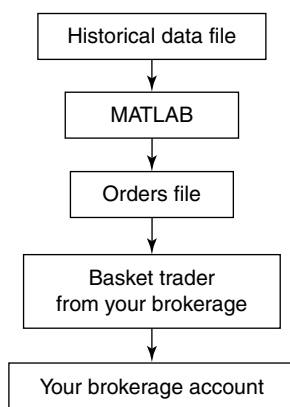 Historical data file
MATLAB
Orders file
Basket trader
from your brokerage
Your brokerage account